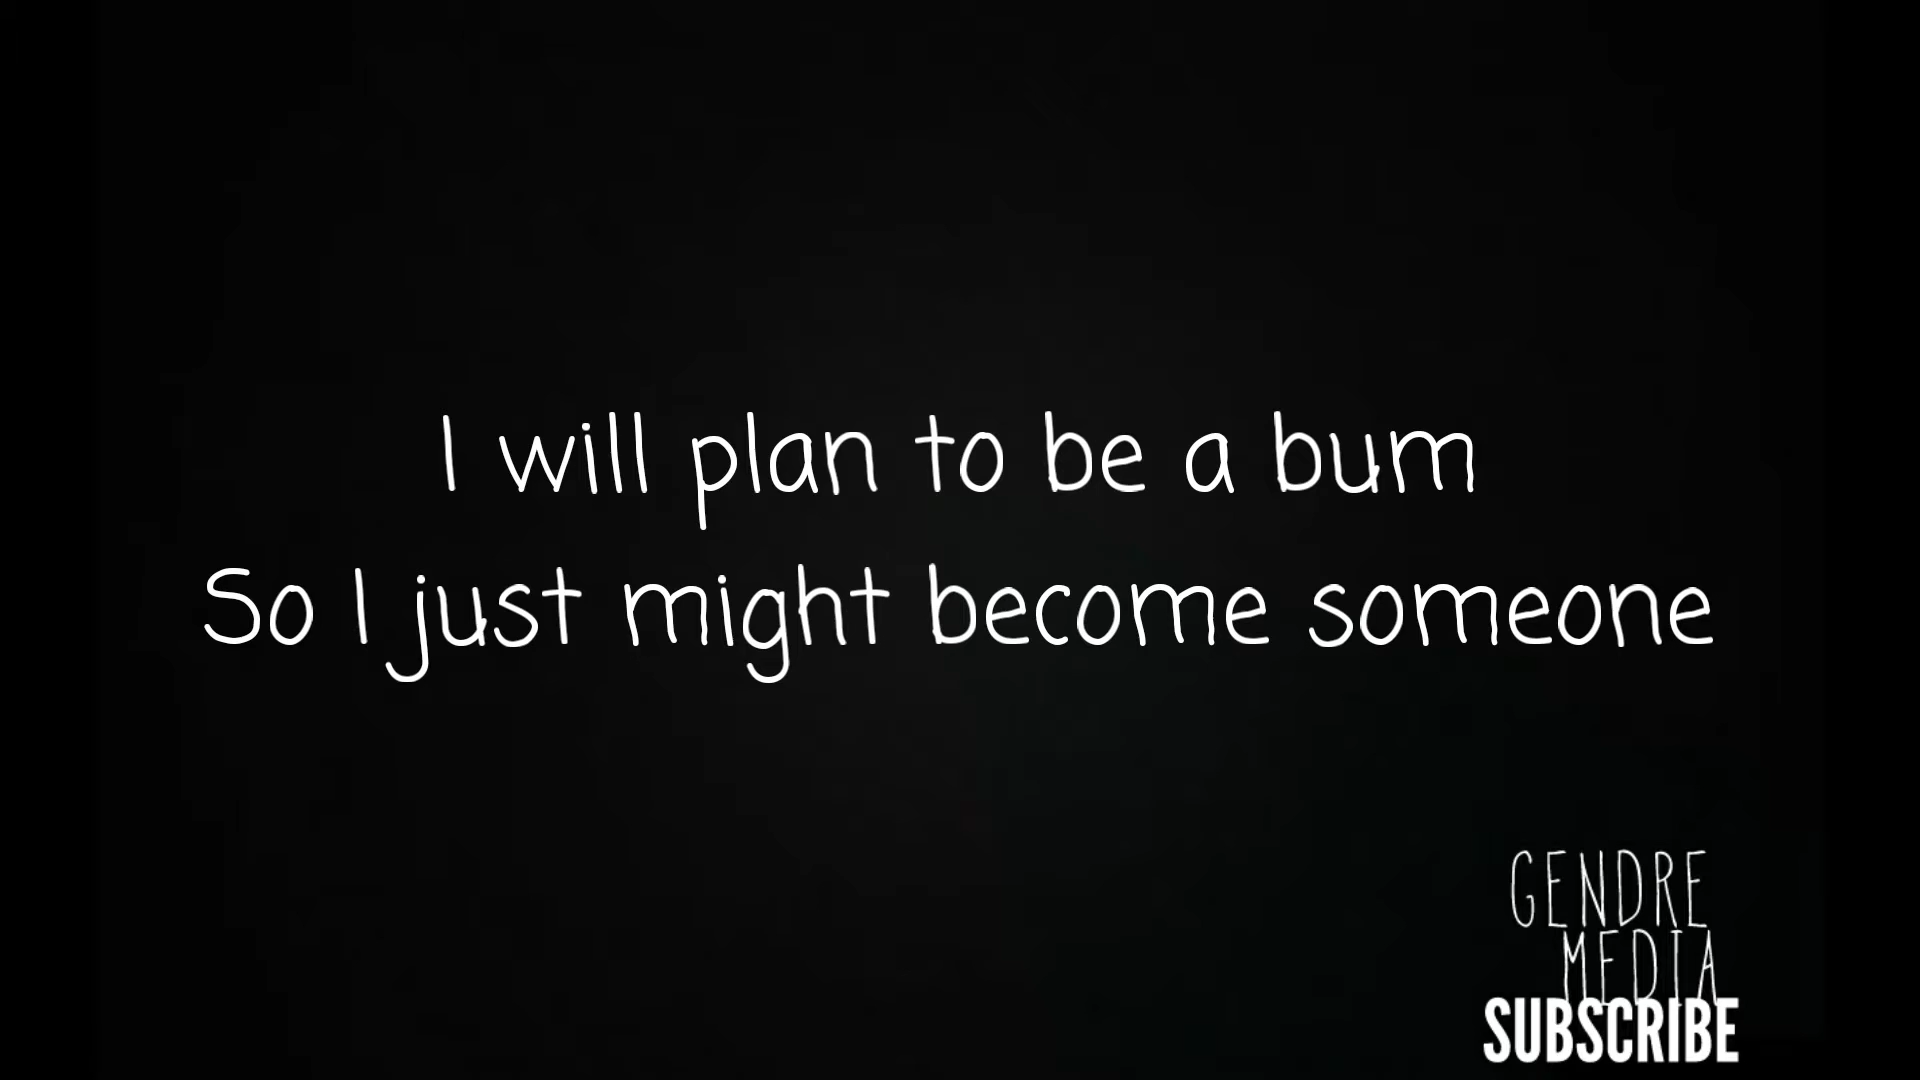 I will plan to be a bum
So I just might become someone
GENDRE
MEDIA
SUBSCRIBE